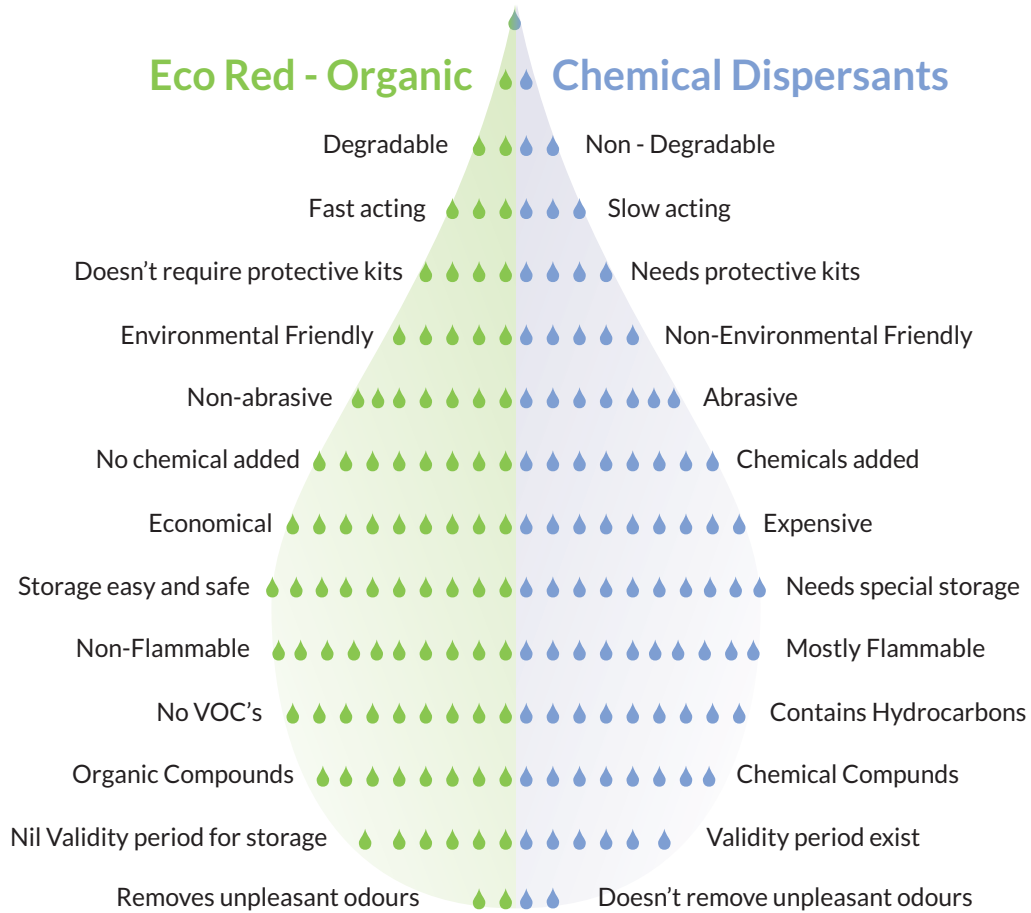 Eco Red - Organic Chemical Dispersants
Degradable Non - Degradable
Fast acting Slow acting
Doesn't require protective kits Needs protective kits
Environmental Friendly Non-Environmental Friendly
Non-abrasive Abrasive
No chemical added Chemicals added
Economical Expensive
Storage easy and safe Needs special storage
Non-Flammable Mostly Flammable
No VOC's Contains Hydrocarbons
Organic Compounds Chemical Compunds
Nil Validity period for storage Validity period exist
Removes unpleasant odours Doesn't remove unpleasant odours